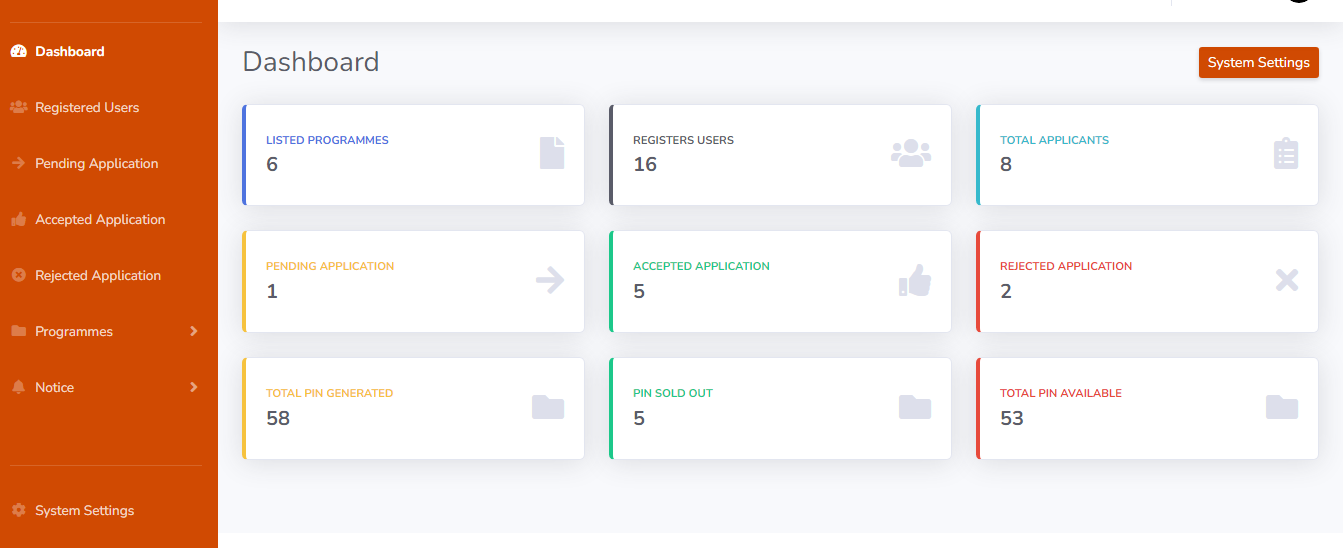 Dashboard
Registered Users
Pending Application
Accepted Application
Rejected Application
Programmes
Notice
System Settings
Dashboard
System Settings
LISTED PROGRAMMES
6
REGISTERS USERS
16
TOTAL APPLICANTS
8
PENDING APPLICATION
1
ACCEPTED APPLICATION
5
REJECTED APPLICATION
2
TOTAL PIN GENERATED
58
PIN SOLD OUT
5
TOTAL PIN AVAILABLE
53